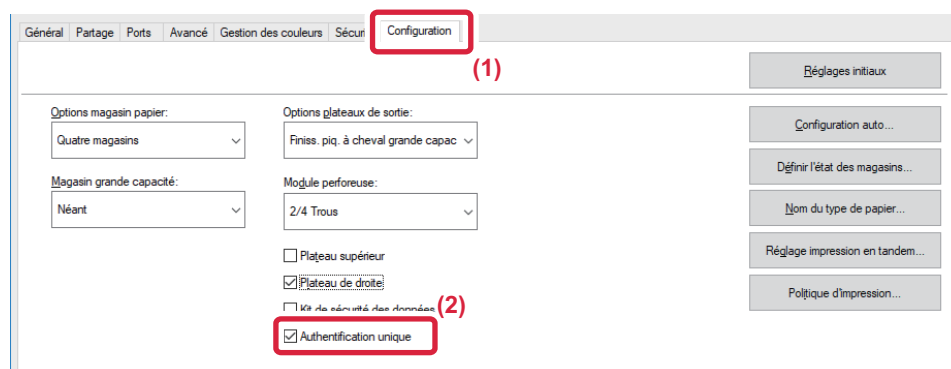 Général Partage Ports Avancé Gestion des couleurs Sécur Configuration
(1)
Réglages initiaux
Options magasin papier:
Options plateaux de sortie:
Quatre magasins
Finiss. piq. à cheval grande capac
Configuration auto...
Définir l'état des magasins...
Magasin grande capacité:
Module perforeuse:
Néant
2/4 Trous
Nom du type de papier...
Plateau supérieur
Réglage impression en tandem...
Plateau de droite
Politique d'impression...
Kit de sécurité des données
(2)
Authentification unique